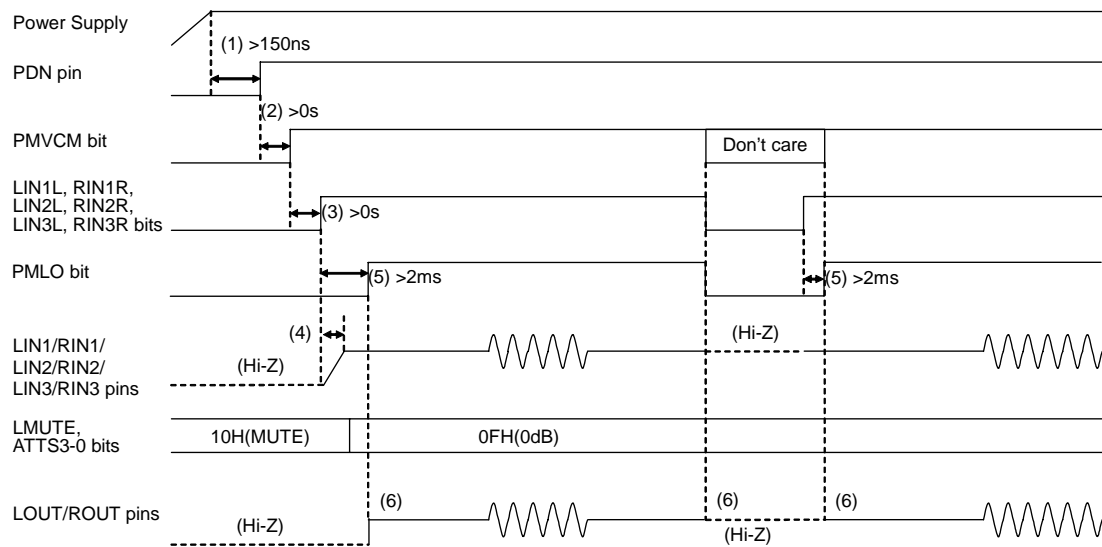 Power Supply
(1) >150ns
PDN pin
(2) >0s
PMVCM bit
Don't care
LIN1L, RIN1R,
LIN2L, RIN2R,
LIN3L, RIN3R bits
(3) >0s
PMLO bit
(5) >2ms
(5) >2ms
(4)
LIN1/RIN1/
LIN2/RIN2/
LIN3/RIN3 pins
(Hi-Z)
(Hi-Z)
LMUTE,
ATTS3-0 bits
10H(MUTE)
0FH(0dB)
LOUT/ROUT pins
(6)
(6)
(6)
(Hi-Z)
(Hi-Z)